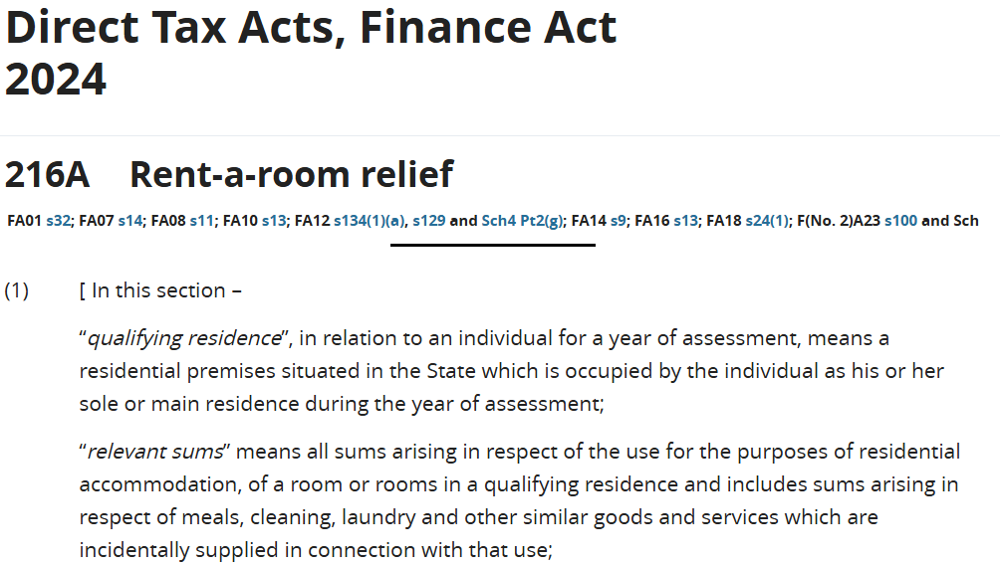 Direct Tax Acts, Finance Act
2024
216A Rent-a-room relief
FA01 s32; FA07 s14; FA08 s11; FA10 s13; FA12 s134(1)(a), s129 and Sch4 Pt2(g); FA14 s9; FA16 s13; FA18 s24(1); F(No. 2)A23 s100 and Sch
(1) [ In this section –
“qualifying residence”, in relation to an individual for a year of assessment, means a
residential premises situated in the State which is occupied by the individual as his or her
sole or main residence during the year of assessment;
“relevant sums” means all sums arising in respect of the use for the purposes of residential
accommodation, of a room or rooms in a qualifying residence and includes sums arising in
respect of meals, cleaning, laundry and other similar goods and services which are
incidentally supplied in connection with that use;